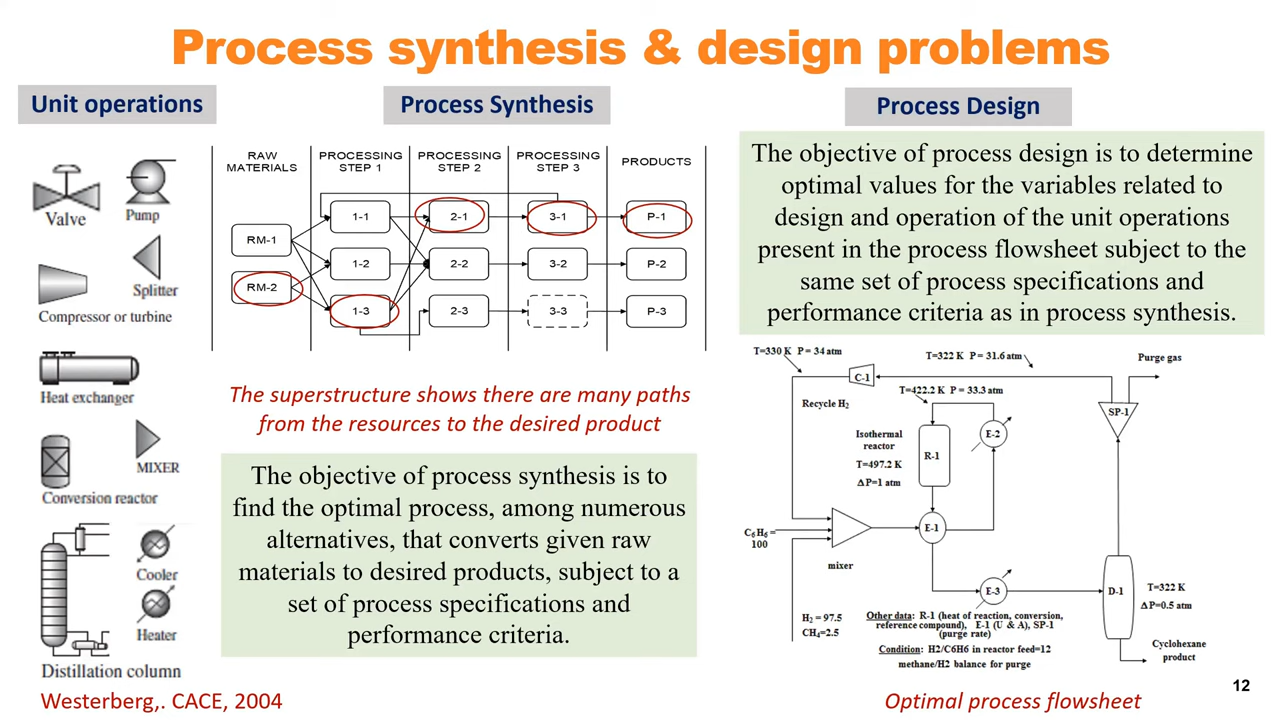 Process synthesis & design problems
Unit operations
Valve
Pump
Splitter
Compressor or turbine
Heat exchanger
MIXER
Conversion reactor
Cooler
Heater
Distillation column
Westerberg,. CACE, 2004
Process Synthesis
RAW
MATERIALS
PROCESSING
STEP 1
PROCESSING
STEP 2
PROCESSING
STEP 3
PRODUCTS
1-1
2-1
3-1
P-1
RM-1
1-2
2-2
3-2
P-2
RM-2
1-3
2-3
3-3
P-3
The superstructure shows there are many paths
from the resources to the desired product
The objective of process synthesis is to
find the optimal process, among numerous
alternatives, that converts given raw
materials to desired products, subject to a
set of process specifications and
performance criteria.
Process Design
The objective of process design is to determine
optimal values for the variables related to
design and operation of the unit operations
present in the process flowsheet subject to the
same set of process specifications and
performance criteria as in process synthesis.
T=330 K P = 34 atm
T=322 K P = 31.6 atm
Purge gas
C-1
T=422.2 K P = 33.3 atm
Recycle H2
SP-1
Isothermal
reactor
T=497.2 K
ΔP=1 atm
R-1
E-2
C6H6 =
100
E-1
mixer
E-3
D-1
T=322 K
ΔP=0.5 atm
H2 = 97.5
CH4=2.5
Other data: R-1 (heat of reaction, conversion,
reference compound), E-1 (U & A), SP-1
(purge rate)
Condition: H2/C6H6 in reactor feed=12
methane/H2 balance for purge
Cyclohexane
product
Optimal process flowsheet
12